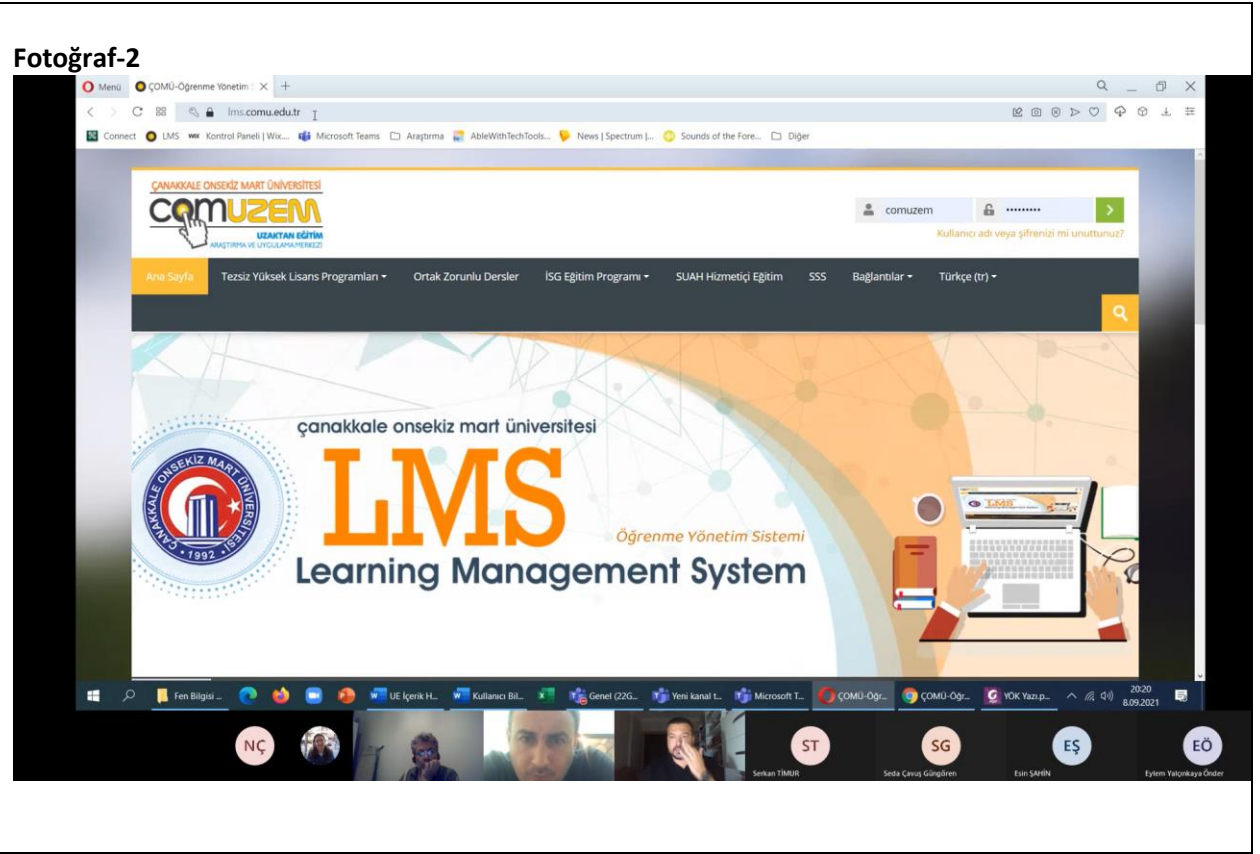 Fotoğraf-2
Menü ÇOMÜ-Öğrenme Yönetim :
lms.comu.edu.tr
Connect LMS WIX Kontrol Paneli | Wix... Microsoft Teams Araştırma AbleWithTechTools... News | Spectrum |... Sounds of the Fore... Diğer
ÇANAKKALE ONSEKİZ MART ÜNİVERSİTESİ
COMUZEM
UZAKTAN EĞİTİM
ARAŞTIRMA VE UYGULAMA MERKEZİ
comuzem •••••••••
Kullanıcı adı veya şifrenizi mi unuttunuz?
Ana Sayfa Tezsiz Yüksek Lisans Programları Ortak Zorunlu Dersler İSG Eğitim Programı SUAH Hizmetiçi Eğitim SSS Bağlantılar Türkçe (tr)
çanakkale onsekiz mart üniversitesi
LMS
Öğrenme Yönetim Sistemi
Learning Management System
ÇANAKKALE ONSEKİZ MART ÜNİVERSİTESİ
1992
LMS
Fen Bilgisi ... UE İçerik H... Kullanıcı Bil... Genel (22G... Yeni kanal t... Microsoft T... ÇOMÜ-Öğr... ÇOMÜ-Öğr... YÖK Yazı.p...
20:20
8.09.2021
NÇ ST SG EŞ EÖ
Serkan TİMUR Seda Çavuş Güngören Esin ŞAHİN Eylem Yalçınkaya Önder